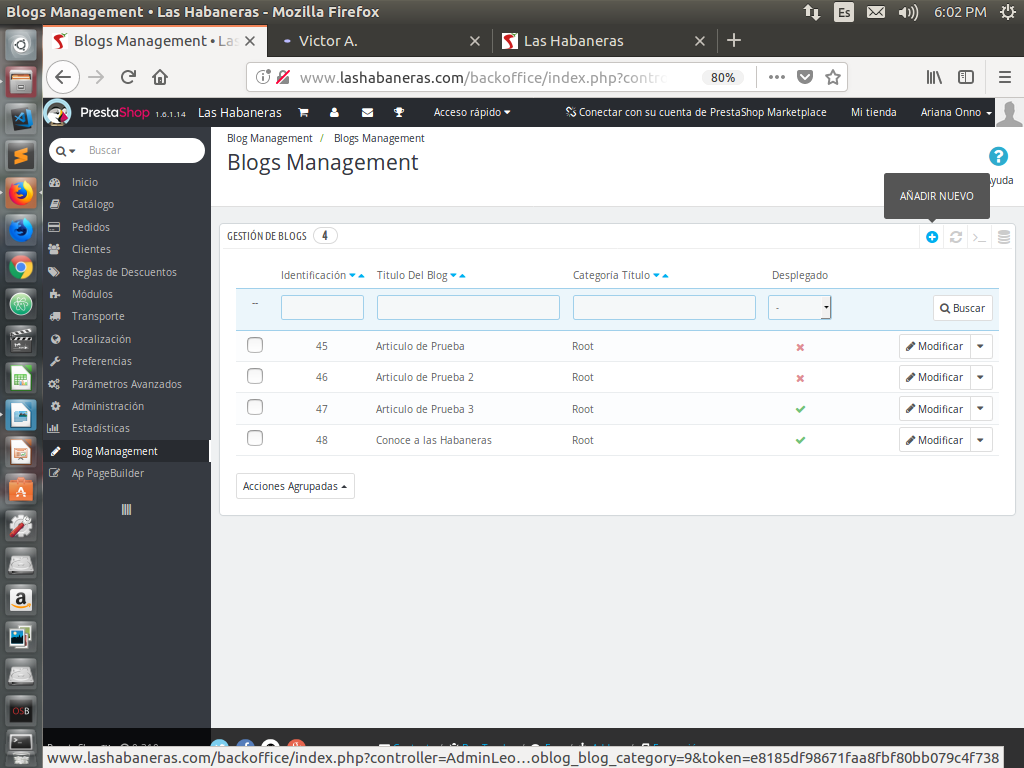 Blogs Management • Las Habaneras - Mozilla Firefox
Es
6:02 PM
Blogs Management • La
Victor A.
Las Habaneras
www.lashabaneras.com/backoffice/index.php?contro
80%
PrestaShop 1.6.1.14
Las Habaneras
Acceso rápido
Conectar con su cuenta de PrestaShop Marketplace
Mi tienda
Ariana Onno
Buscar
Inicio
Catálogo
Pedidos
Clientes
Reglas de Descuentos
Módulos
Transporte
Localización
Preferencias
Parámetros Avanzados
Administración
Estadísticas
Blog Management
Ap PageBuilder
Blog Management / Blogs Management
Blogs Management
yuda
AÑADIR NUEVO
GESTIÓN DE BLOGS 4
Identificación Titulo Del Blog Categoría Título Desplegado
-- - Buscar
45 Articulo de Prueba Root Modificar
46 Articulo de Prueba 2 Root Modificar
47 Articulo de Prueba 3 Root Modificar
48 Conoce a las Habaneras Root Modificar
Acciones Agrupadas
www.lashabaneras.com/backoffice/index.php?controller=AdminLeo...oblog_blog_category=9&token=e8185df98671faa8fbf80bb079c4f738